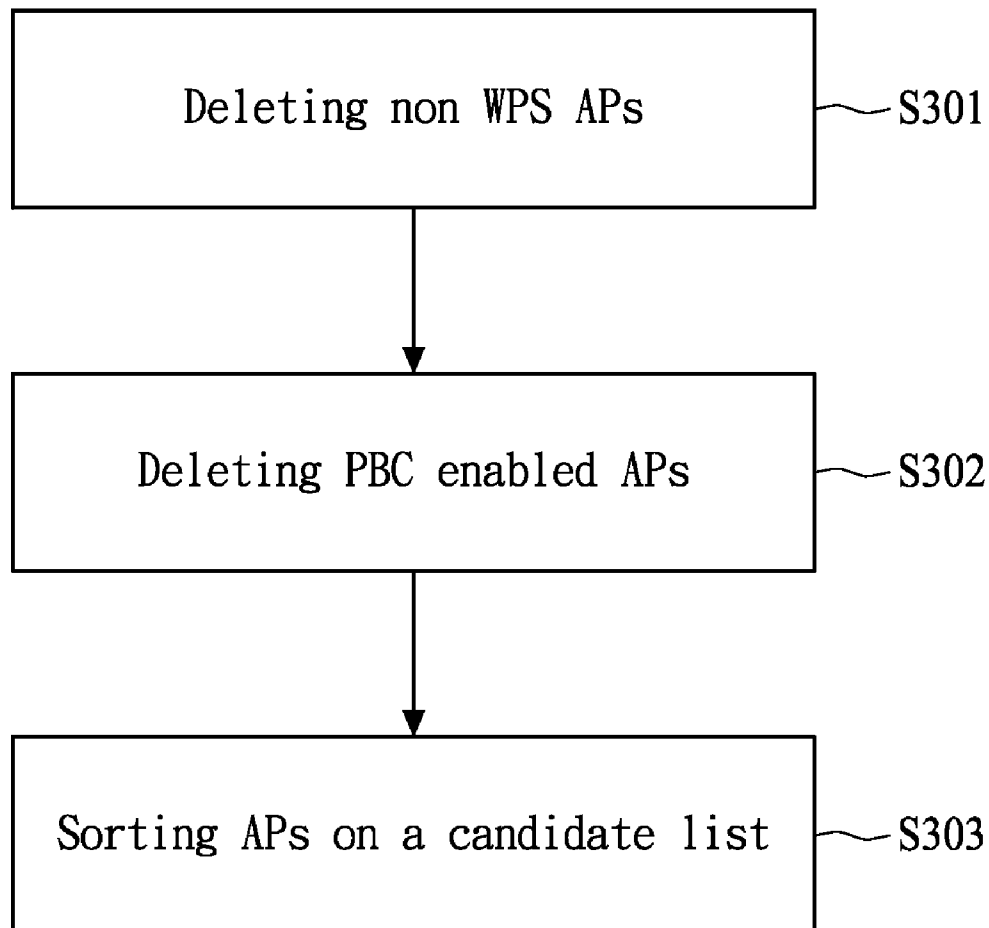 Deleting non WPS APs
S301
Deleting PBC enabled APs
S302
Sorting APs on a candidate list
S303